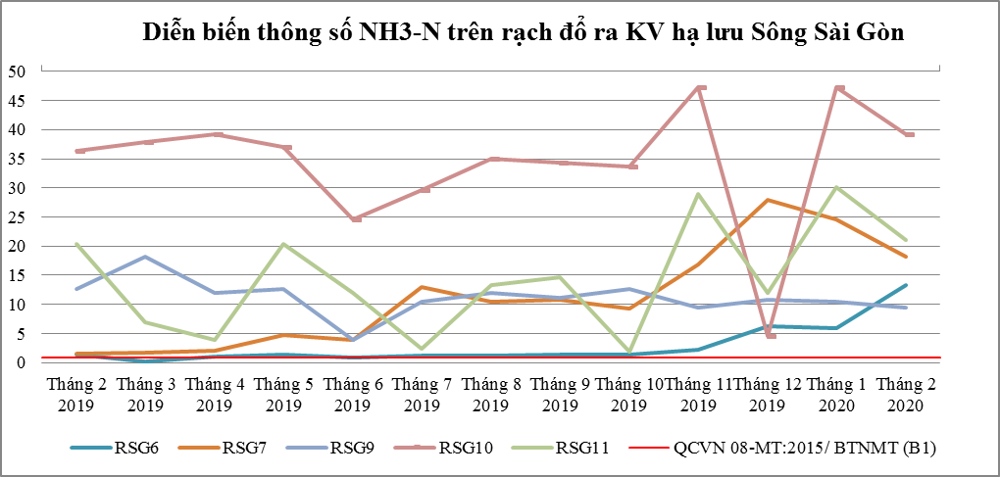 Diễn biến thông số NH3-N trên rạch đổ ra KV hạ lưu Sông Sài Gòn
50
45
40
35
30
25
20
15
10
5
0
Tháng 2 Tháng 3 Tháng 4 Tháng 5 Tháng 6 Tháng 7 Tháng 8 Tháng 9 Tháng 10 Tháng 11 Tháng 12 Tháng 1 Tháng 2
2019 2019 2019 2019 2019 2019 2019 2019 2019 2019 2019 2020 2020
RSG6 RSG7 RSG9 RSG10 RSG11 QCVN 08-MT:2015/ BTNMT (B1)